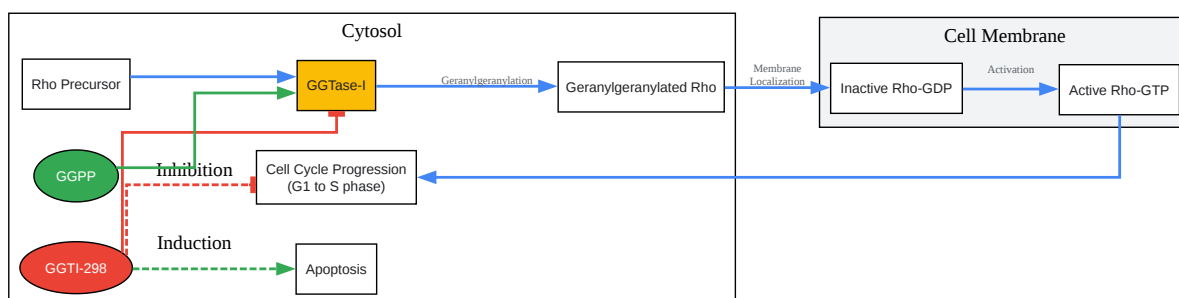 Cytosol
Cell Membrane
Rho Precursor
GGTase-I
Geranylgeranylation
Geranylgeranylated Rho
Membrane
Localization
Inactive Rho-GDP
Activation
Active Rho-GTP
GGPP
Inhibition
Cell Cycle Progression
(G1 to S phase)
GGTI-298
Induction
Apoptosis